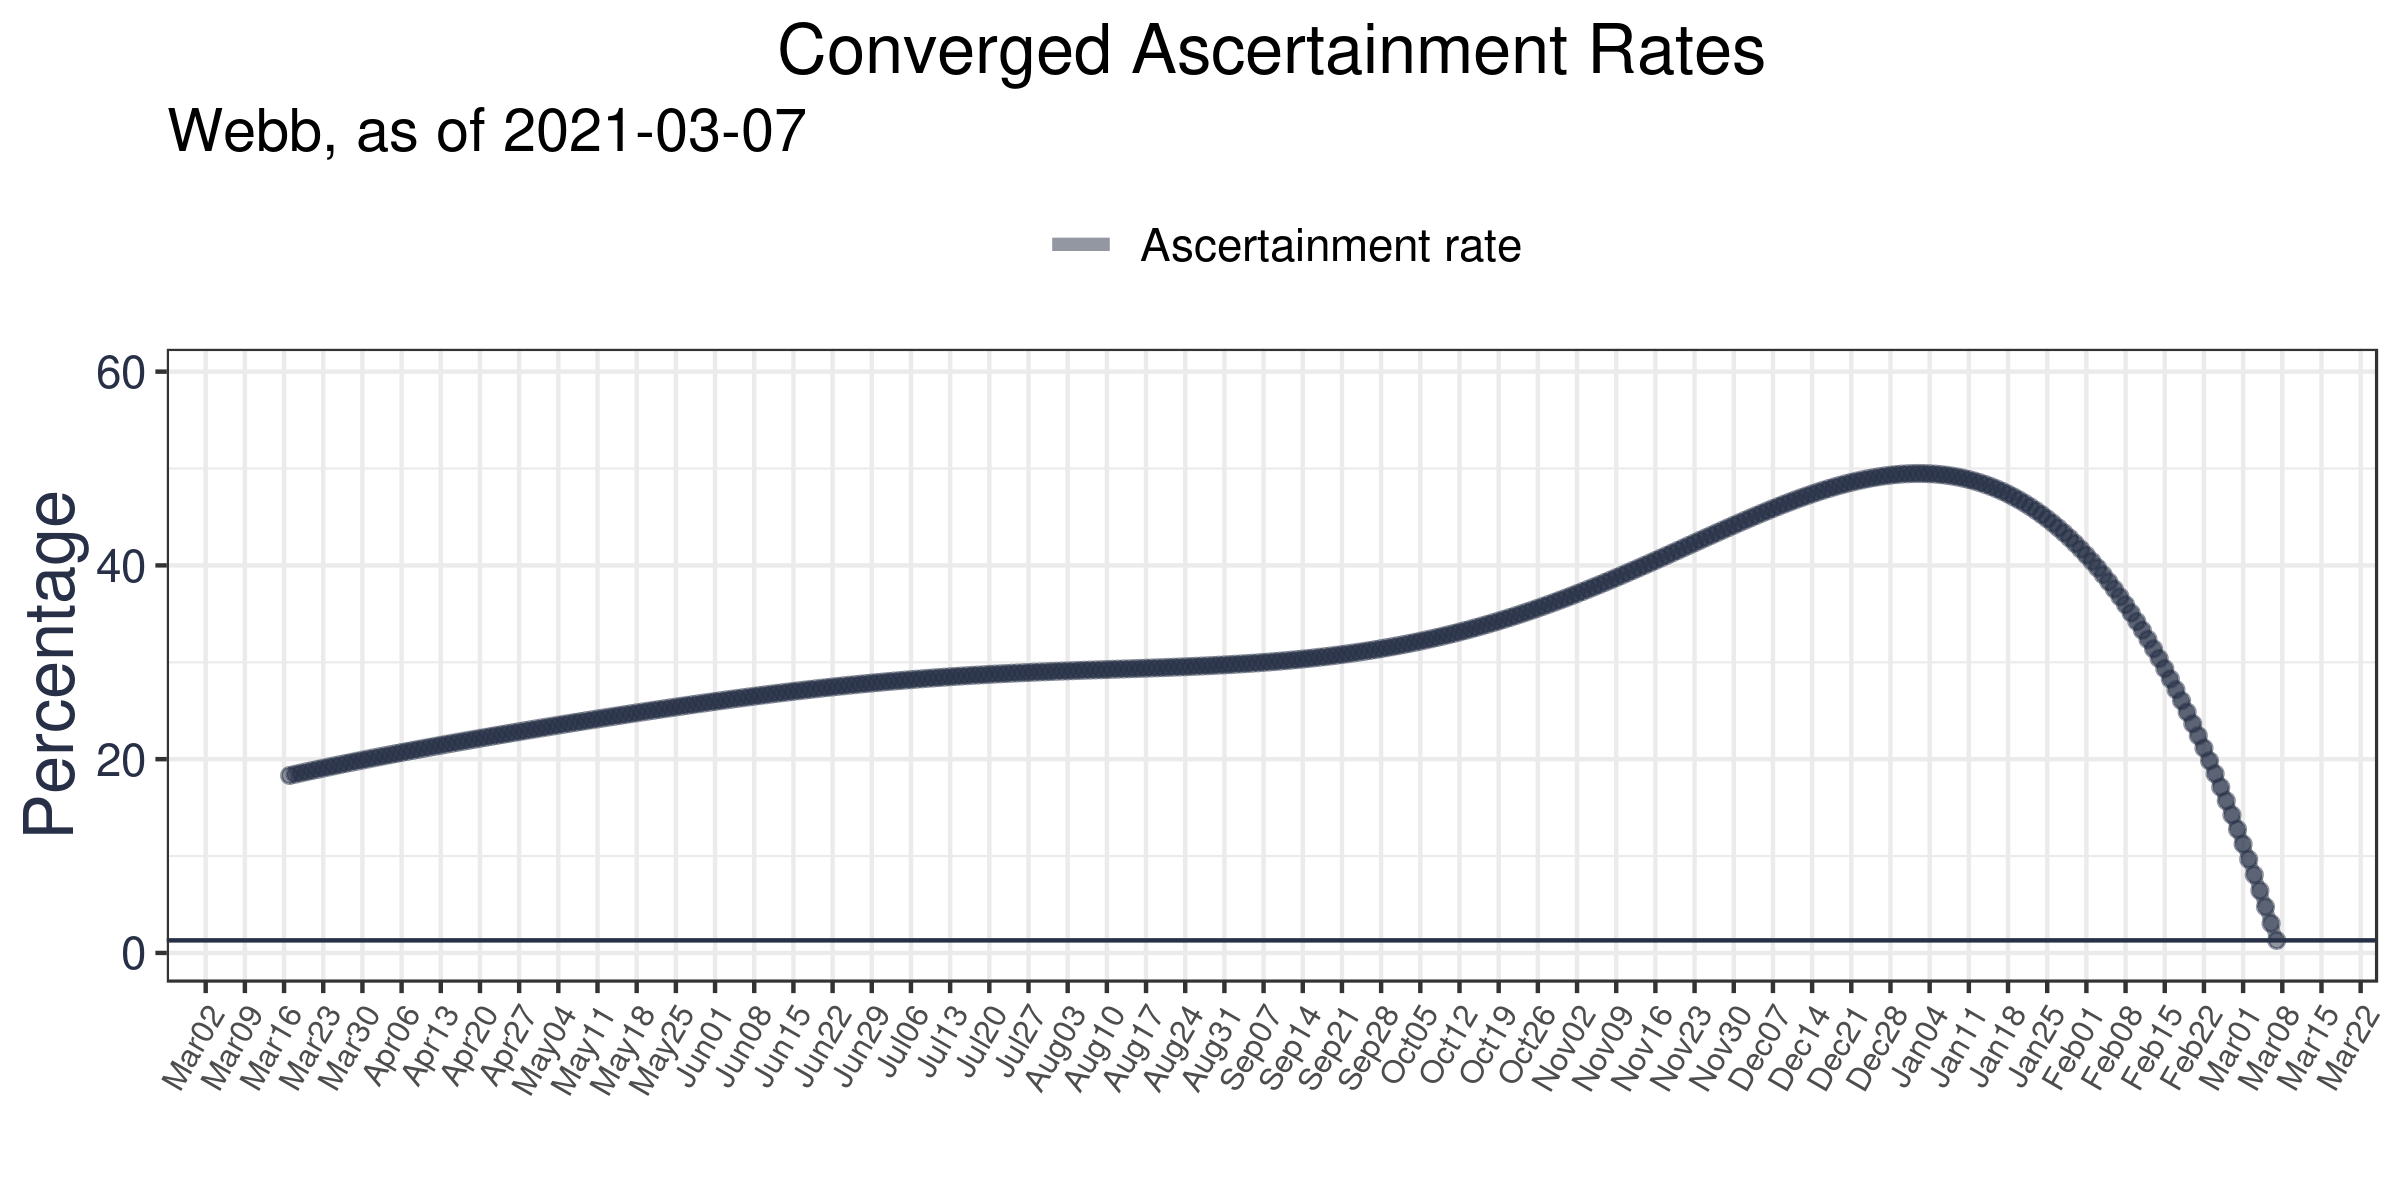 Converged Ascertainment Rates
Webb, as of 2021-03-07
Ascertainment rate
Percentage
60
40
20
0
Mar02
Mar09
Mar16
Mar23
Mar30
Apr06
Apr13
Apr20
Apr27
May04
May11
May18
May25
Jun01
Jun08
Jun15
Jun22
Jun29
Jul06
Jul13
Jul20
Jul27
Aug03
Aug10
Aug17
Aug24
Aug31
Sep07
Sep14
Sep21
Sep28
Oct05
Oct12
Oct19
Oct26
Nov02
Nov09
Nov16
Nov23
Nov30
Dec07
Dec14
Dec21
Dec28
Jan04
Jan11
Jan18
Jan25
Feb01
Feb08
Feb15
Feb22
Mar01
Mar08
Mar15
Mar22